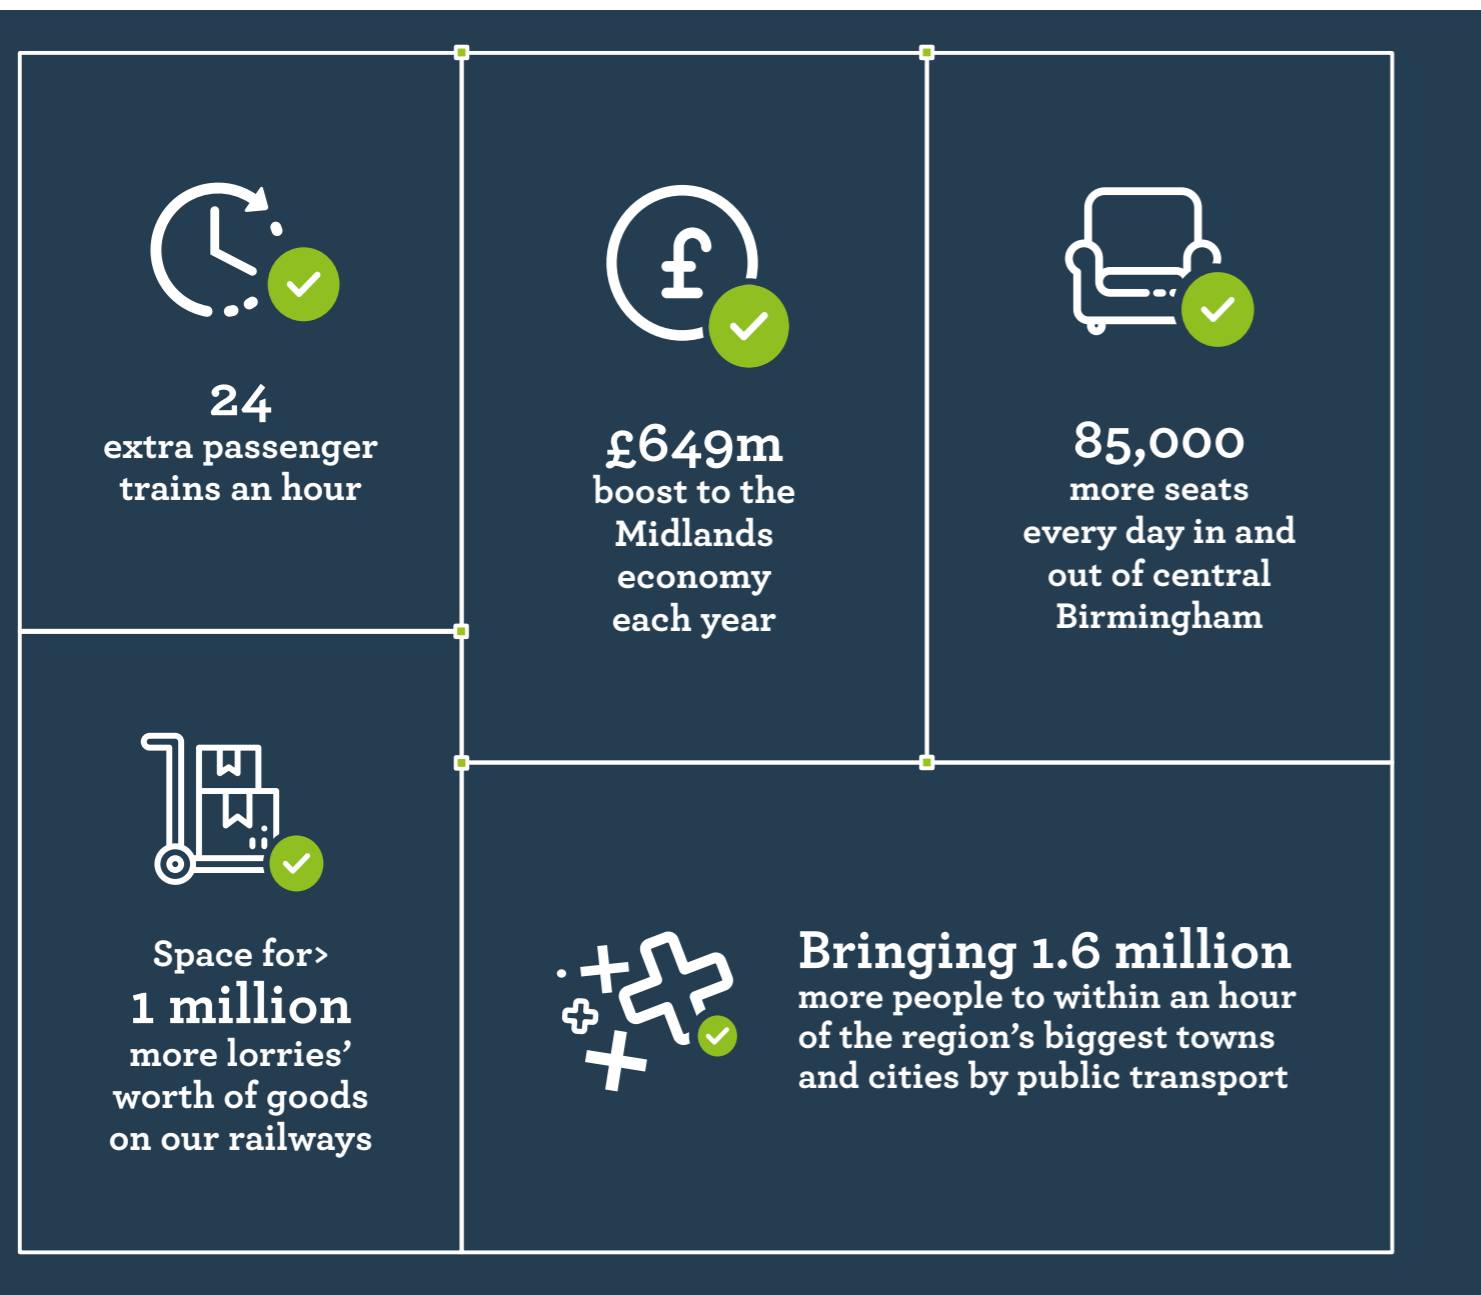 24
extra passenger
trains an hour
£649m
boost to the
Midlands
economy
each year
85,000
more seats
every day in and
out of central
Birmingham
Space for>
1 million
more lorries’
worth of goods
on our railways
Bringing 1.6 million
more people to within an hour
of the region’s biggest towns
and cities by public transport